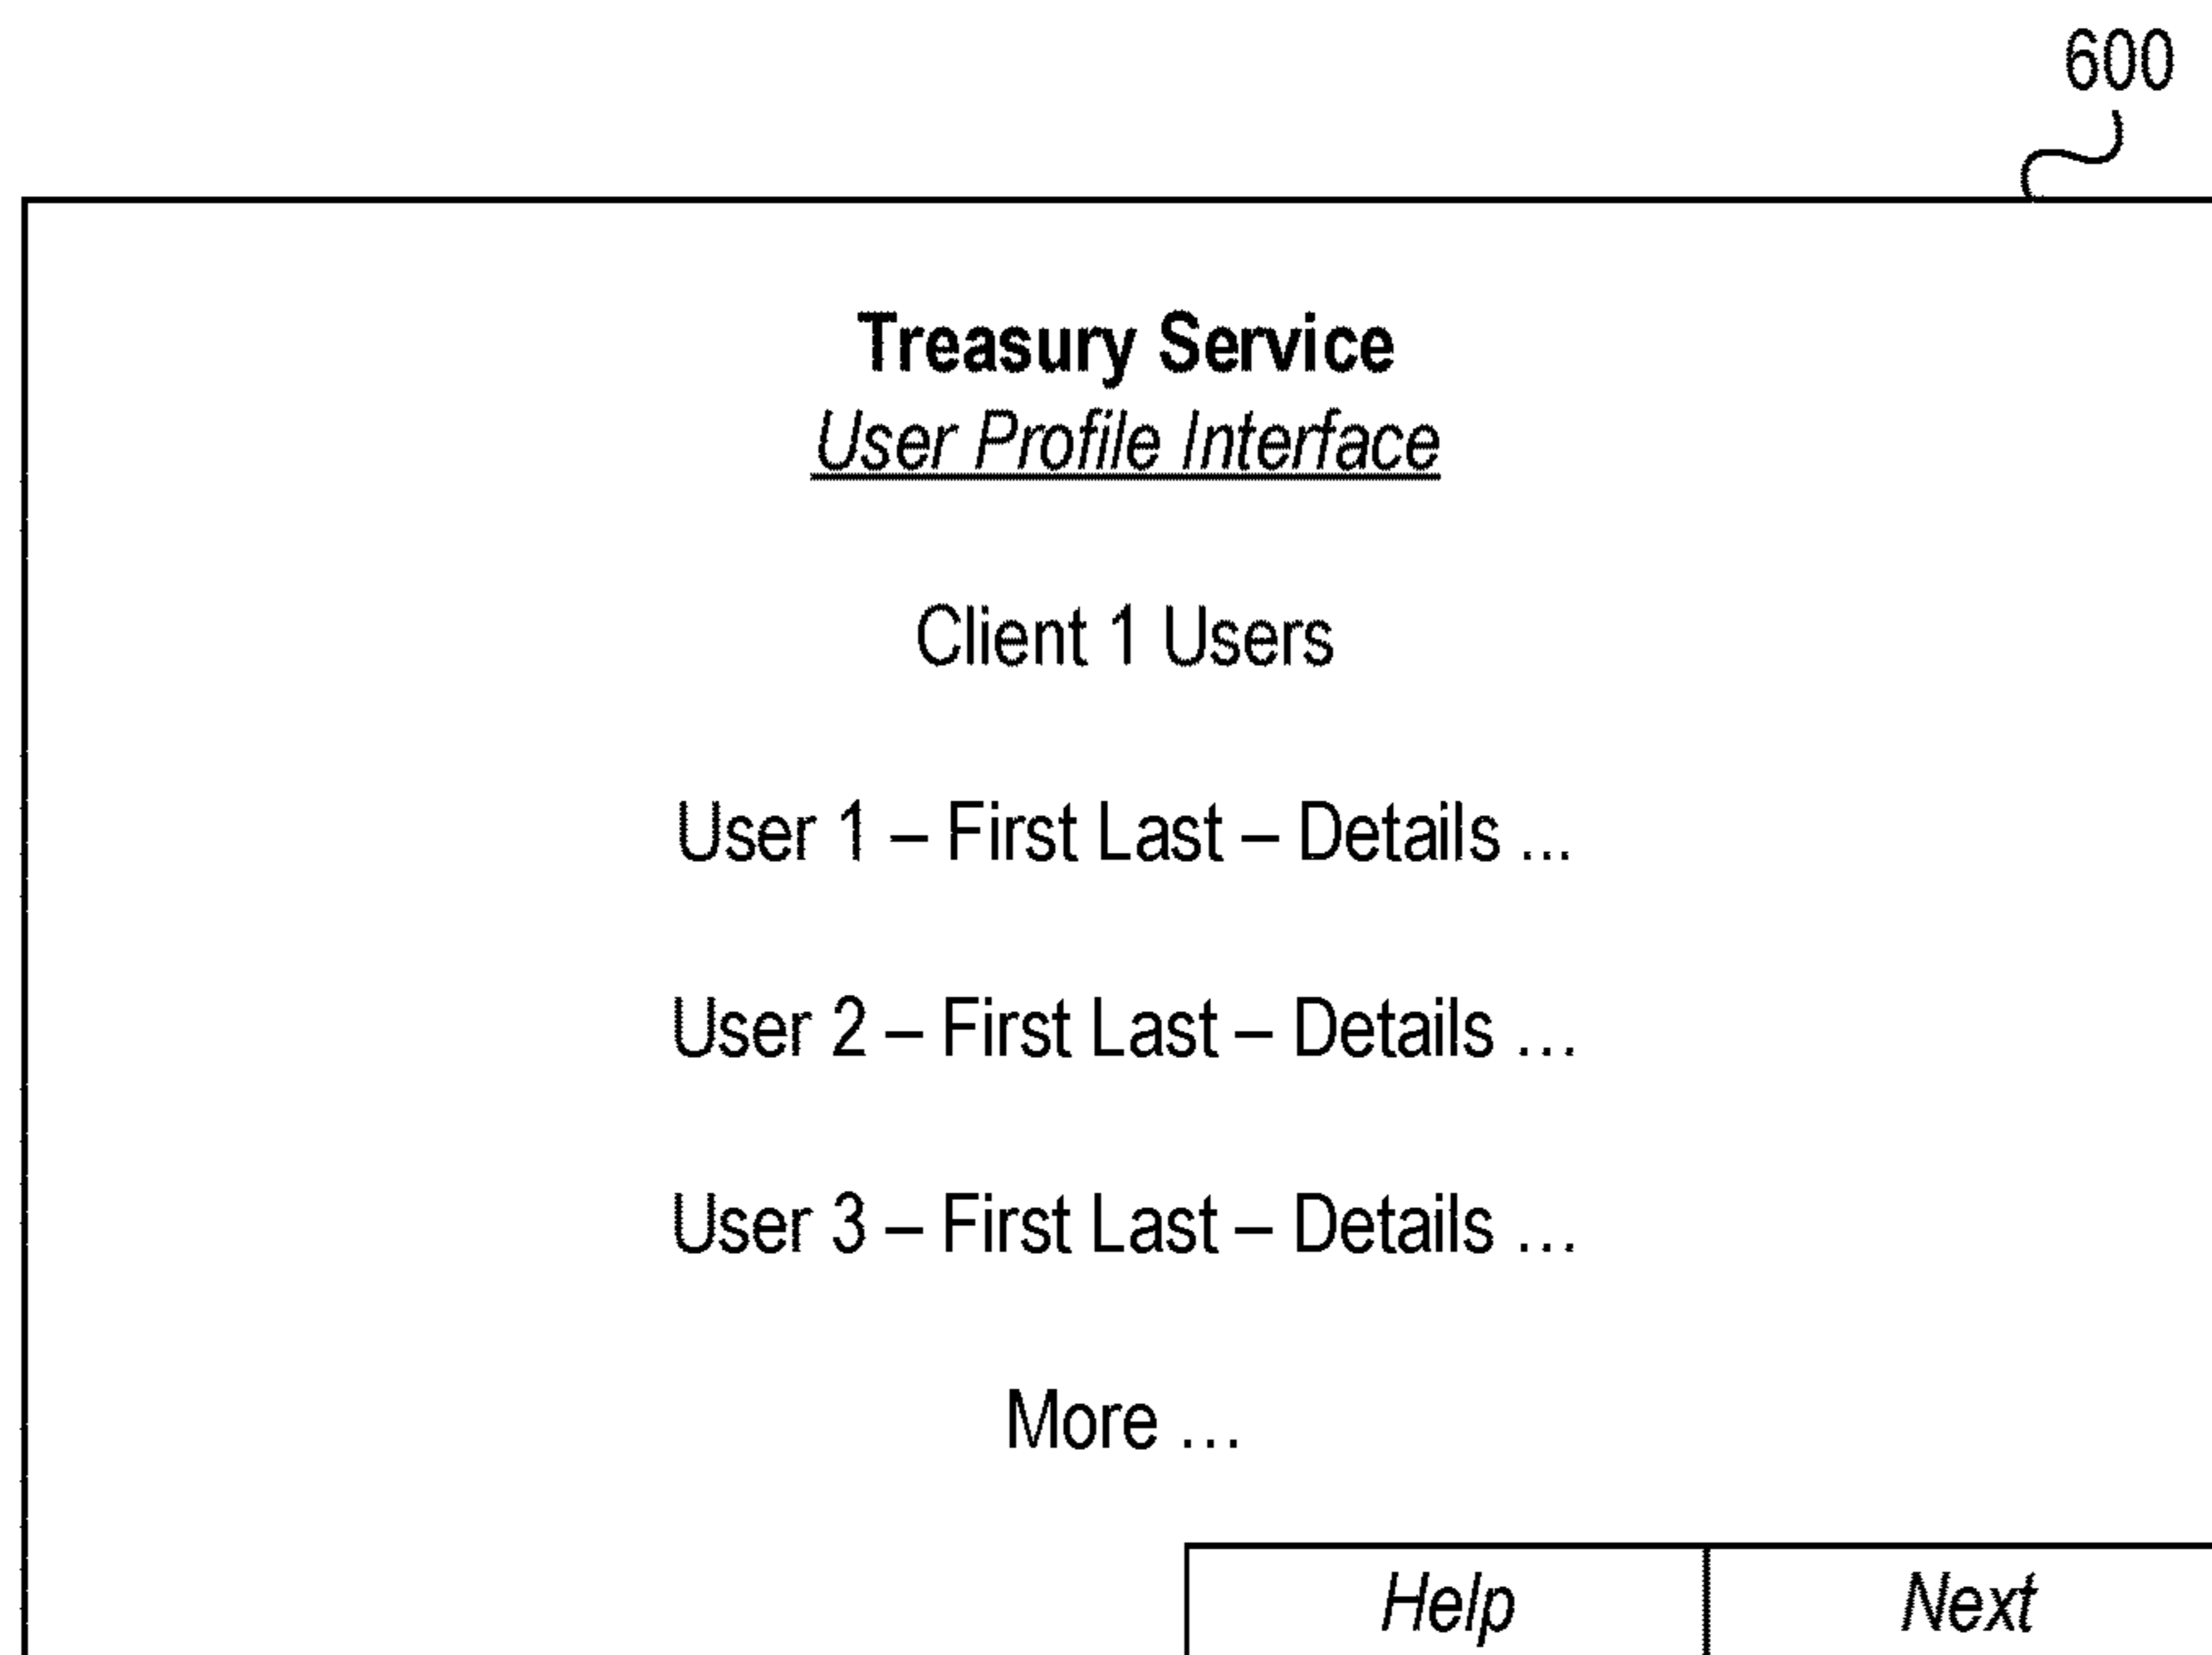 600
Treasury Service
User Profile Interface
Client 1 Users
User 1 – First Last – Details ...
User 2 – First Last – Details ...
User 3 – First Last – Details ...
More ...
Help Next